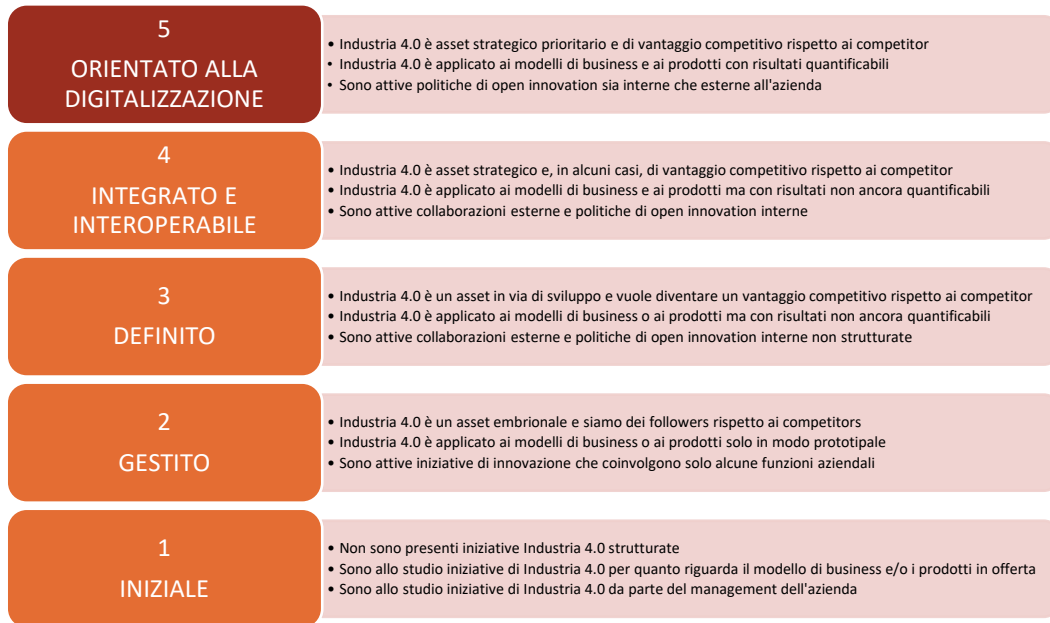 5
ORIENTATO ALLA
DIGITALIZZAZIONE
• Industria 4.0 è asset strategico prioritario e di vantaggio competitivo rispetto ai competitor
• Industria 4.0 è applicato ai modelli di business e ai prodotti con risultati quantificabili
• Sono attive politiche di open innovation sia interne che esterne all'azienda
4
INTEGRATO E
INTEROPERABILE
• Industria 4.0 è asset strategico e, in alcuni casi, di vantaggio competitivo rispetto ai competitor
• Industria 4.0 è applicato ai modelli di business e ai prodotti ma con risultati non ancora quantificabili
• Sono attive collaborazioni esterne e politiche di open innovation interne
3
DEFINITO
• Industria 4.0 è un asset in via di sviluppo e vuole diventare un vantaggio competitivo rispetto ai competitor
• Industria 4.0 è applicato ai modelli di business o ai prodotti ma con risultati non ancora quantificabili
• Sono attive collaborazioni esterne e politiche di open innovation interne non strutturate
2
GESTITO
• Industria 4.0 è un asset embrionale e siamo dei followers rispetto ai competitors
• Industria 4.0 è applicato ai modelli di business o ai prodotti solo in modo prototipale
• Sono attive iniziative di innovazione che coinvolgono solo alcune funzioni aziendali
1
INIZIALE
• Non sono presenti iniziative Industria 4.0 strutturate
• Sono allo studio iniziative di Industria 4.0 per quanto riguarda il modello di business e/o i prodotti in offerta
• Sono allo studio iniziative di Industria 4.0 da parte del management dell'azienda